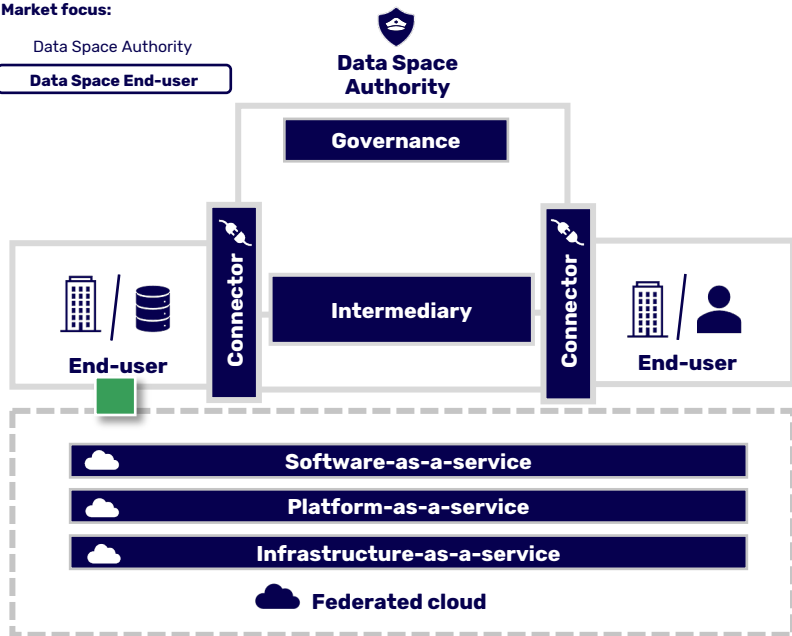 Market focus:
Data Space Authority
Data Space End-user
Data Space
Authority
Governance
Connector
Connector
Intermediary
End-user
End-user
Software-as-a-service
Platform-as-a-service
Infrastructure-as-a-service
Federated cloud